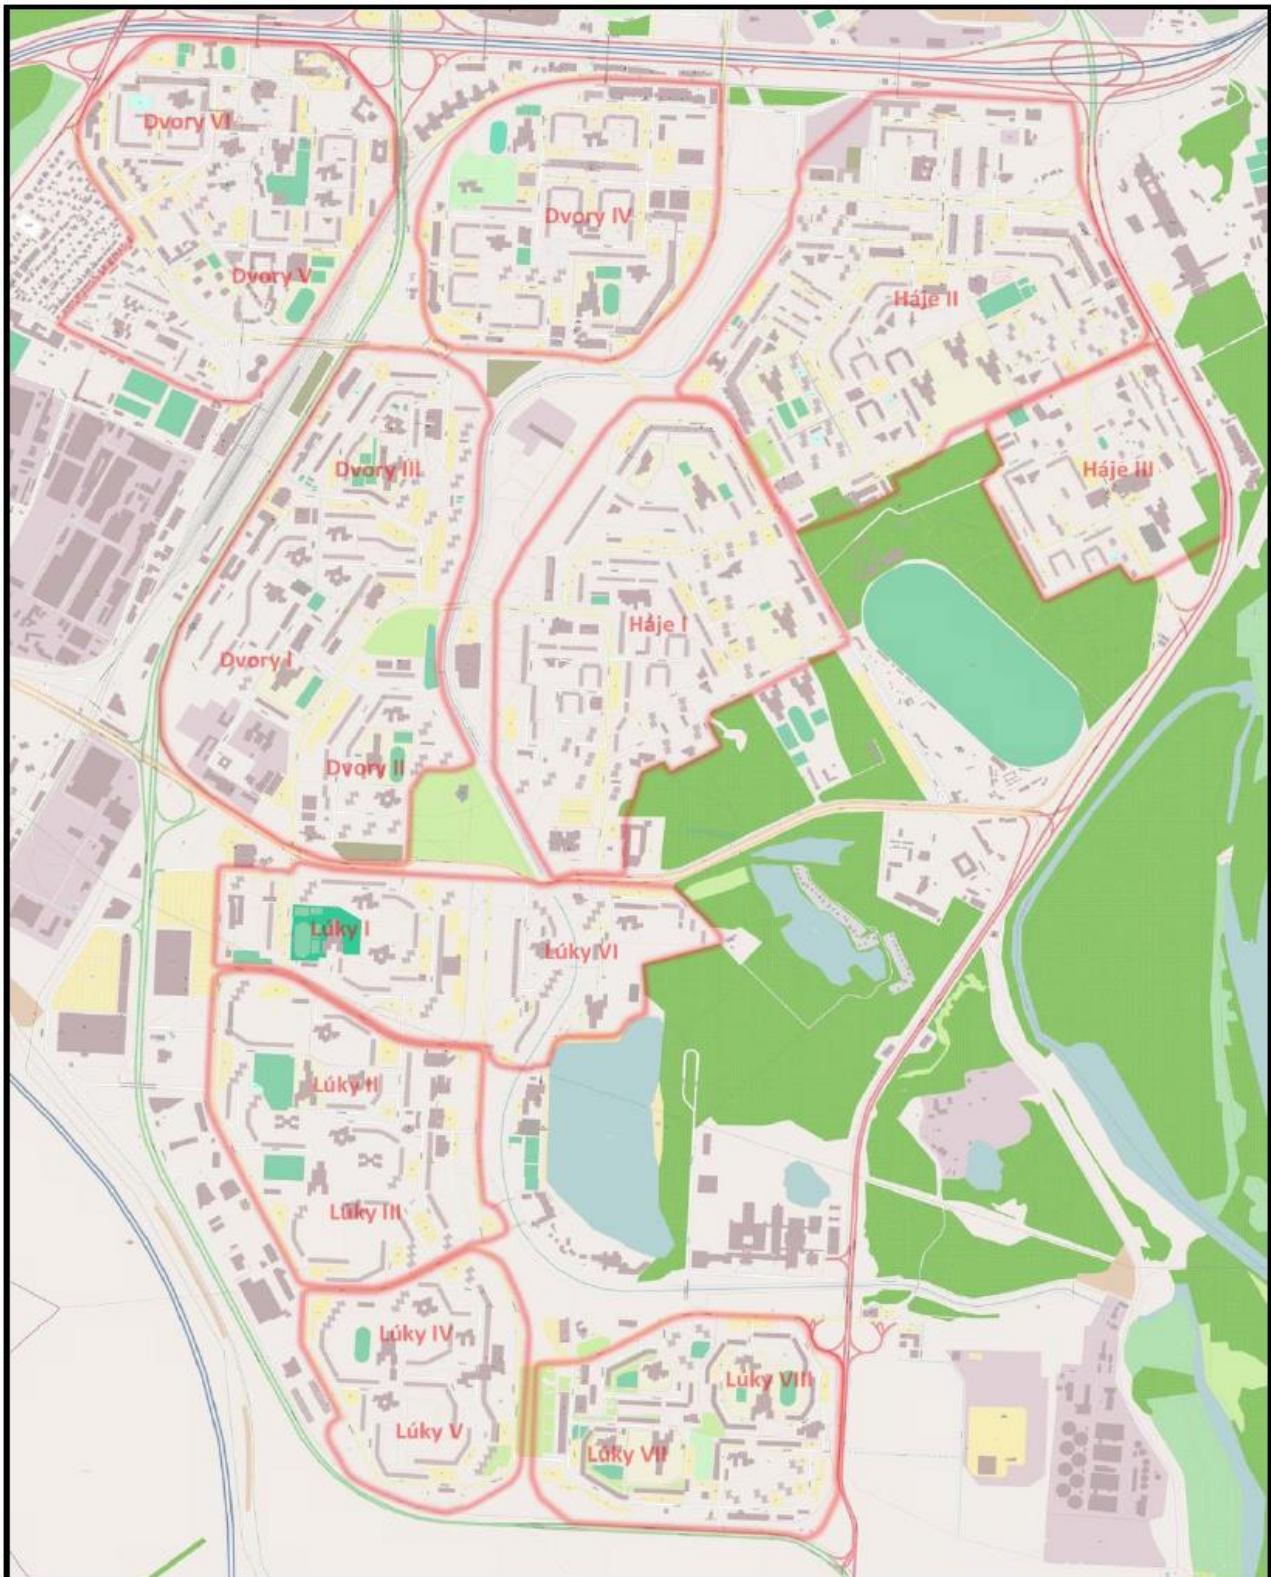 Dvory VI
Dvory IV
Dvory V
Háje II
Dvory III
Háje III
Háje I
Dvory I
Dvory II
Lúky I
Lúky VI
Lúky II
Lúky III
Lúky IV
Lúky VIII
Lúky V
Lúky VII